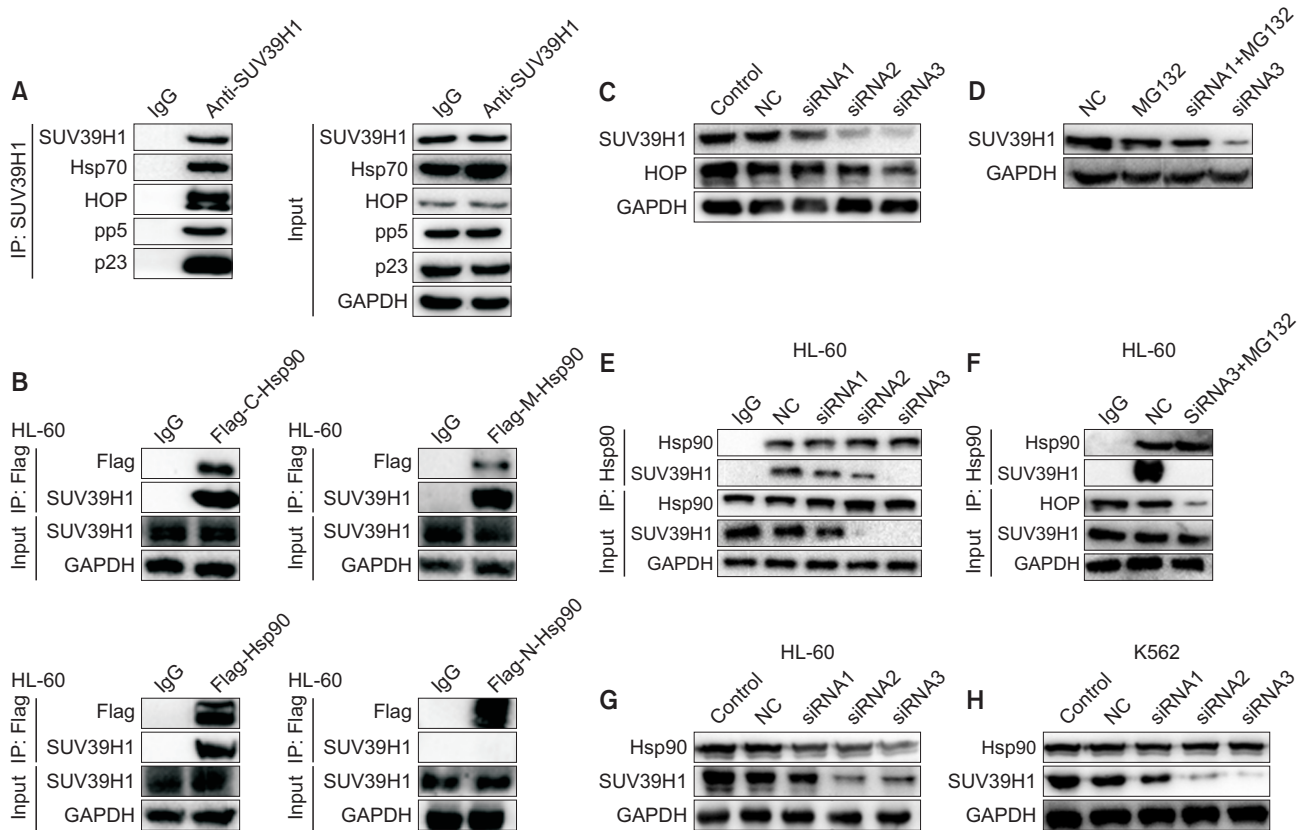 A
IgG
Anti-SUV39H1
IP: SUV39H1
SUV39H1
Hsp70
HOP
pp5
p23
IgG
Anti-SUV39H1
Input
SUV39H1
Hsp70
HOP
pp5
p23
GAPDH
B
HL-60
IgG
Flag-C-Hsp90
IP: Flag
Flag
SUV39H1
Input
SUV39H1
GAPDH
HL-60
IgG
Flag-M-Hsp90
IP: Flag
Flag
SUV39H1
Input
SUV39H1
GAPDH
HL-60
IgG
Flag-Hsp90
IP: Flag
Flag
SUV39H1
Input
SUV39H1
GAPDH
HL-60
IgG
Flag-N-Hsp90
IP: Flag
Flag
SUV39H1
Input
SUV39H1
GAPDH
C
Control
NC
siRNA1
siRNA2
siRNA3
SUV39H1
HOP
GAPDH
D
NC
MG132
siRNA1+MG132
siRNA3
SUV39H1
GAPDH
E
HL-60
IgG
NC
siRNA1
siRNA2
siRNA3
IP: Hsp90
Hsp90
SUV39H1
Input
Hsp90
SUV39H1
GAPDH
F
HL-60
IgG
NC
SiRNA3+MG132
IP: Hsp90
Hsp90
SUV39H1
Input
HOP
SUV39H1
GAPDH
G
HL-60
Control
NC
siRNA1
siRNA2
siRNA3
Hsp90
SUV39H1
GAPDH
H
K562
Control
NC
siRNA1
siRNA2
siRNA3
Hsp90
SUV39H1
GAPDH